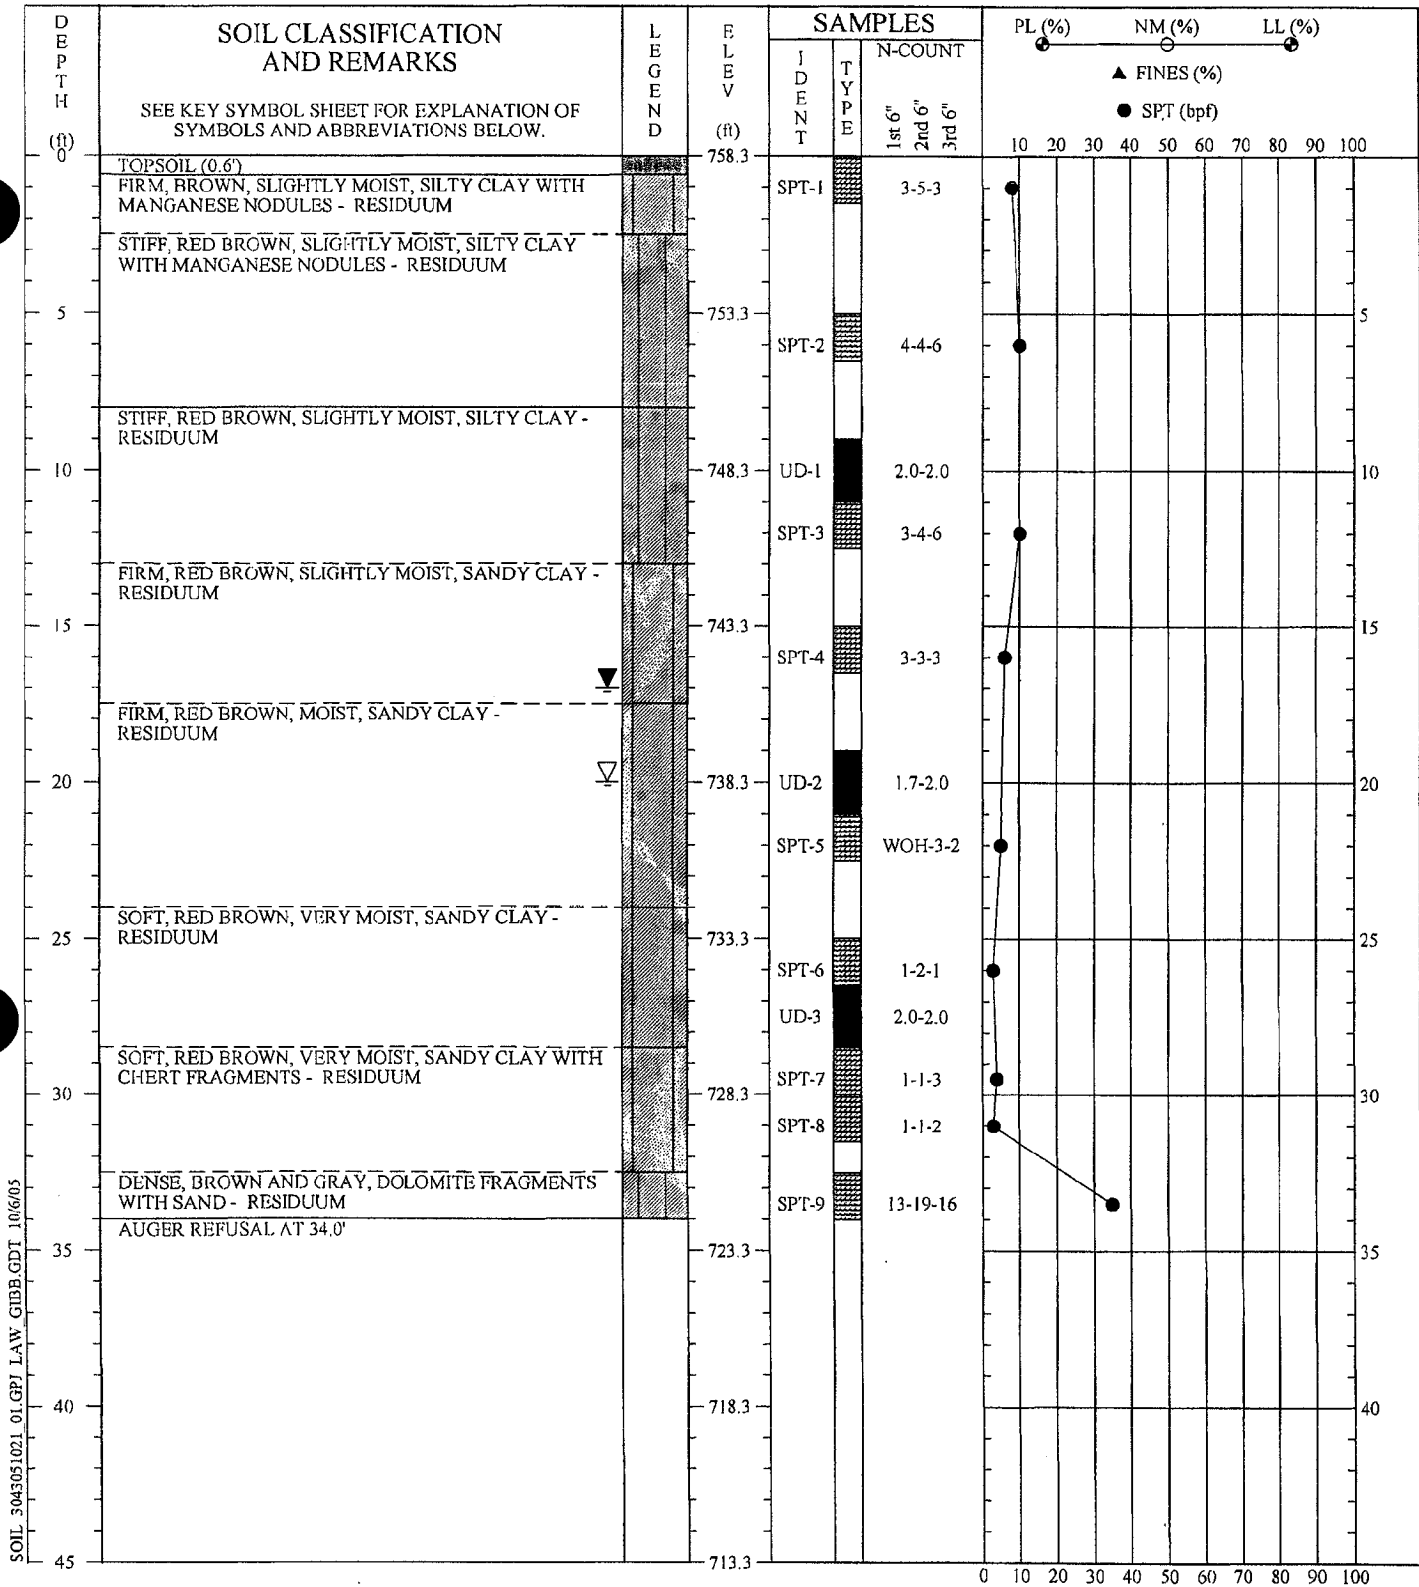 DEPTH
(ft)
SOIL CLASSIFICATION
AND REMARKS
SEE KEY SYMBOL SHEET FOR EXPLANATION OF
SYMBOLS AND ABBREVIATIONS BELOW.
LEGEND
ELEV
(ft)
SAMPLES
IDENT
TYPE
N-COUNT
1st 6"
2nd 6"
3rd 6"
PL (%) NM (%) LL (%)
▲ FINES (%)
● SPT (bpf)
10 20 30 40 50 60 70 80 90 100
0
TOPSOIL (0.6')
758.3
FIRM, BROWN, SLIGHTLY MOIST, SILTY CLAY WITH
MANGANESE NODULES - RESIDUUM
SPT-1 3-5-3
STIFF, RED BROWN, SLIGHTLY MOIST, SILTY CLAY
WITH MANGANESE NODULES - RESIDUUM
5 753.3 5
SPT-2 4-4-6
STIFF, RED BROWN, SLIGHTLY MOIST, SILTY CLAY -
RESIDUUM
10 748.3 UD-1 2.0-2.0 10
SPT-3 3-4-6
FIRM, RED BROWN, SLIGHTLY MOIST, SANDY CLAY -
RESIDUUM
15 743.3 15
SPT-4 3-3-3
FIRM, RED BROWN, MOIST, SANDY CLAY -
RESIDUUM
20 738.3 UD-2 1.7-2.0 20
SPT-5 WOH-3-2
SOFT, RED BROWN, VERY MOIST, SANDY CLAY -
RESIDUUM
25 733.3 25
SPT-6 1-2-1
UD-3 2.0-2.0
SOFT, RED BROWN, VERY MOIST, SANDY CLAY WITH
CHERT FRAGMENTS - RESIDUUM
SPT-7 1-1-3
30 728.3 30
SPT-8 1-1-2
DENSE, BROWN AND GRAY, DOLOMITE FRAGMENTS
WITH SAND - RESIDUUM
SPT-9 13-19-16
AUGER REFUSAL AT 34.0'
35 723.3 35
40 718.3 40
45 713.3
0 10 20 30 40 50 60 70 80 90 100
SOIL 3043051021_01.GPJ LAW_GIBB.GDT 10/6/05